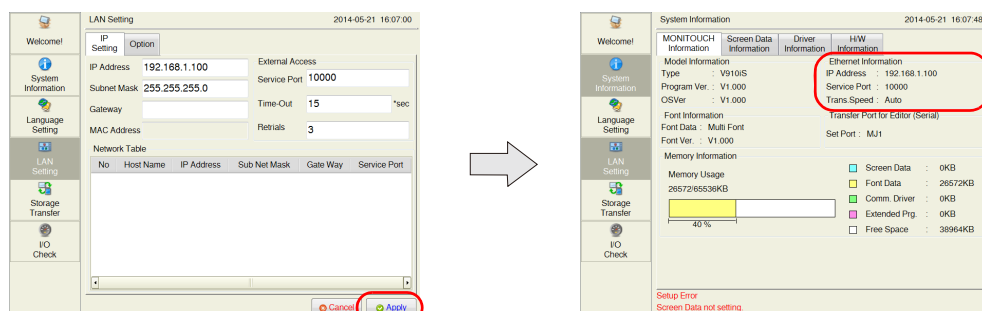 LAN Setting 2014-05-21 16:07:00
Welcome!
System
Information
Language
Setting
LAN
Setting
Storage
Transfer
I/O
Check
IP
Setting
Option
IP Address 192.168.1.100
Subnet Mask 255.255.255.0
Gateway
MAC Address
External Access
Service Port 10000
Time-Out 15 *sec
Retrials 3
Network Table
No Host Name IP Address Sub Net Mask Gate Way Service Port
Cancel Apply
System Information 2014-05-21 16:07:48
Welcome!
System
Information
Language
Setting
LAN
Setting
Storage
Transfer
I/O
Check
MONITOUCH
Information
Screen Data
Information
Driver
Information
H/W
Information
Model Information
Type : V910iS
Program Ver. : V1.000
OSVer : V1.000
Ethernet Information
IP Address : 192.168.1.100
Service Port : 10000
Trans.Speed : Auto
Font Information
Font Data : Multi Font
Font Ver. : V1.000
Transfer Port for Editor (Serial)
Set Port : MJ1
Memory Information
Memory Usage
26572/65536KB
40 %
Screen Data : 0KB
Font Data : 26572KB
Comm. Driver : 0KB
Extended Prg. : 0KB
Free Space : 38964KB
Setup Error
Screen Data not setting.